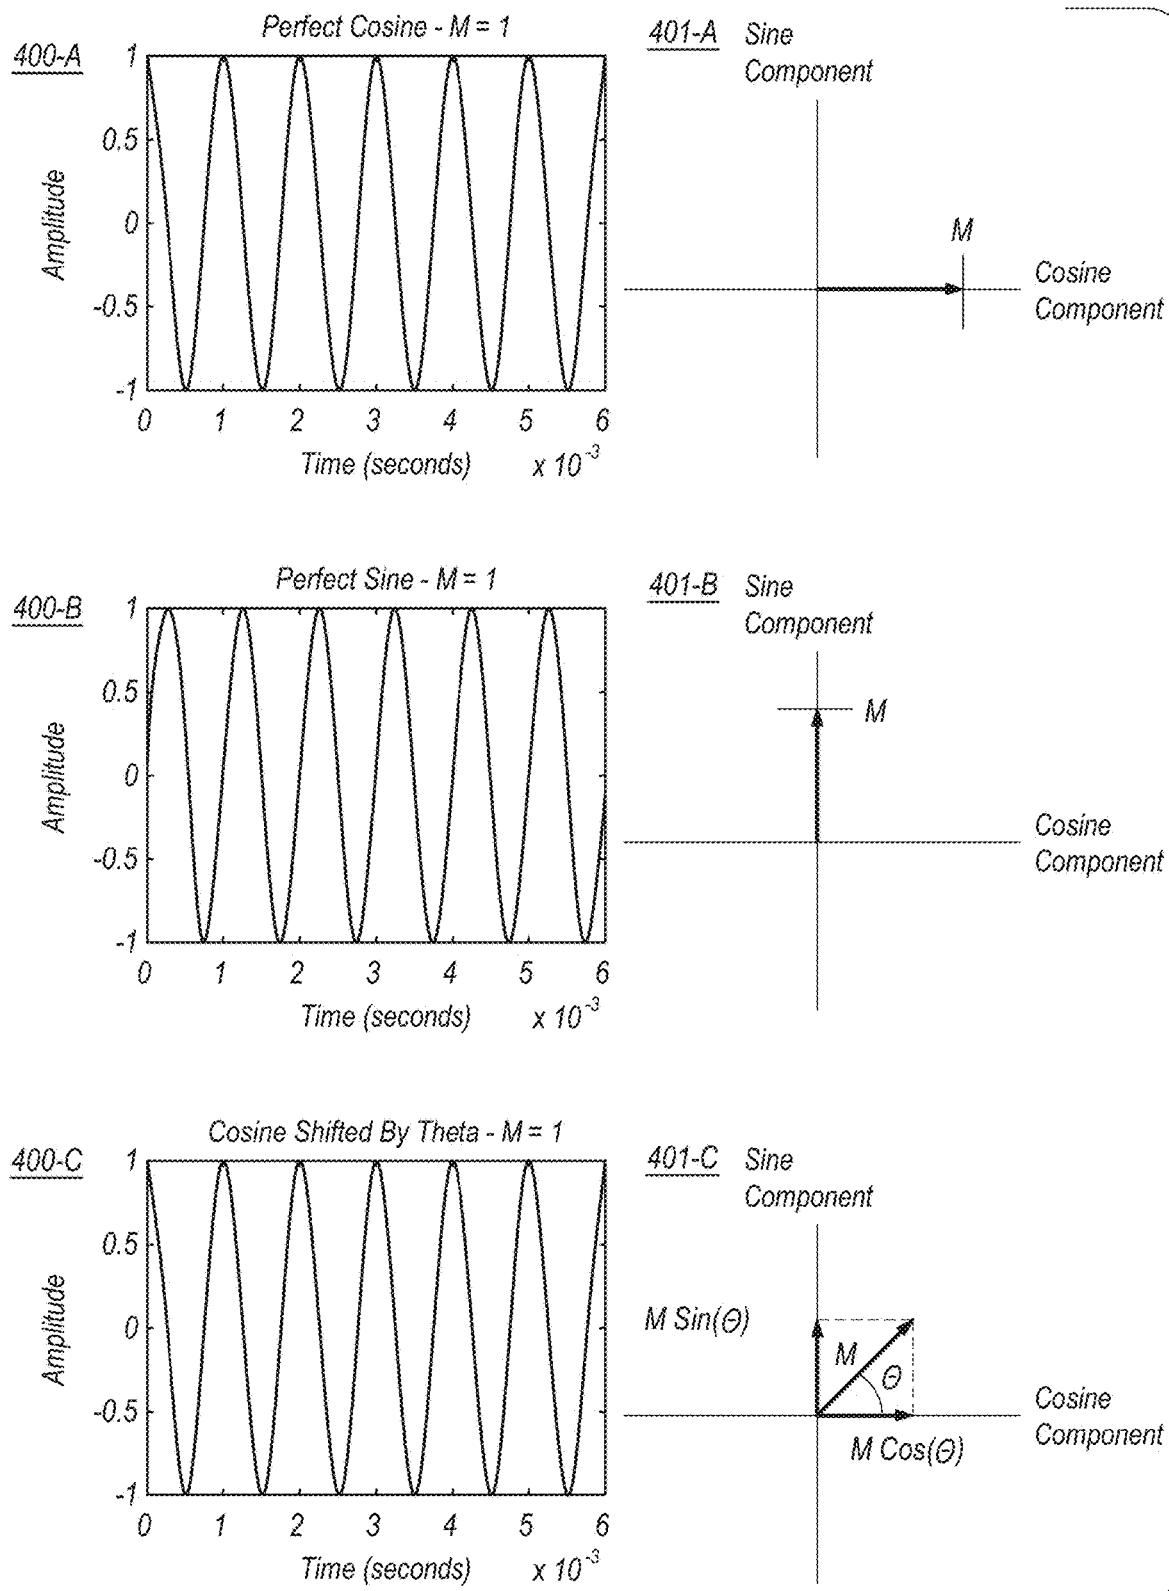 Perfect Cosine - M = 1
400-A
1
0.5
0
-0.5
-1
Amplitude
0 1 2 3 4 5 6
Time (seconds) x 10^-3
401-A Sine
Component
M
Cosine
Component
Perfect Sine - M = 1
400-B
1
0.5
0
-0.5
-1
Amplitude
0 1 2 3 4 5 6
Time (seconds) x 10^-3
401-B Sine
Component
M
Cosine
Component
Cosine Shifted By Theta - M = 1
400-C
1
0.5
0
-0.5
-1
Amplitude
0 1 2 3 4 5 6
Time (seconds) x 10^-3
401-C Sine
Component
M Sin(Θ)
M
Θ
M Cos(Θ)
Cosine
Component